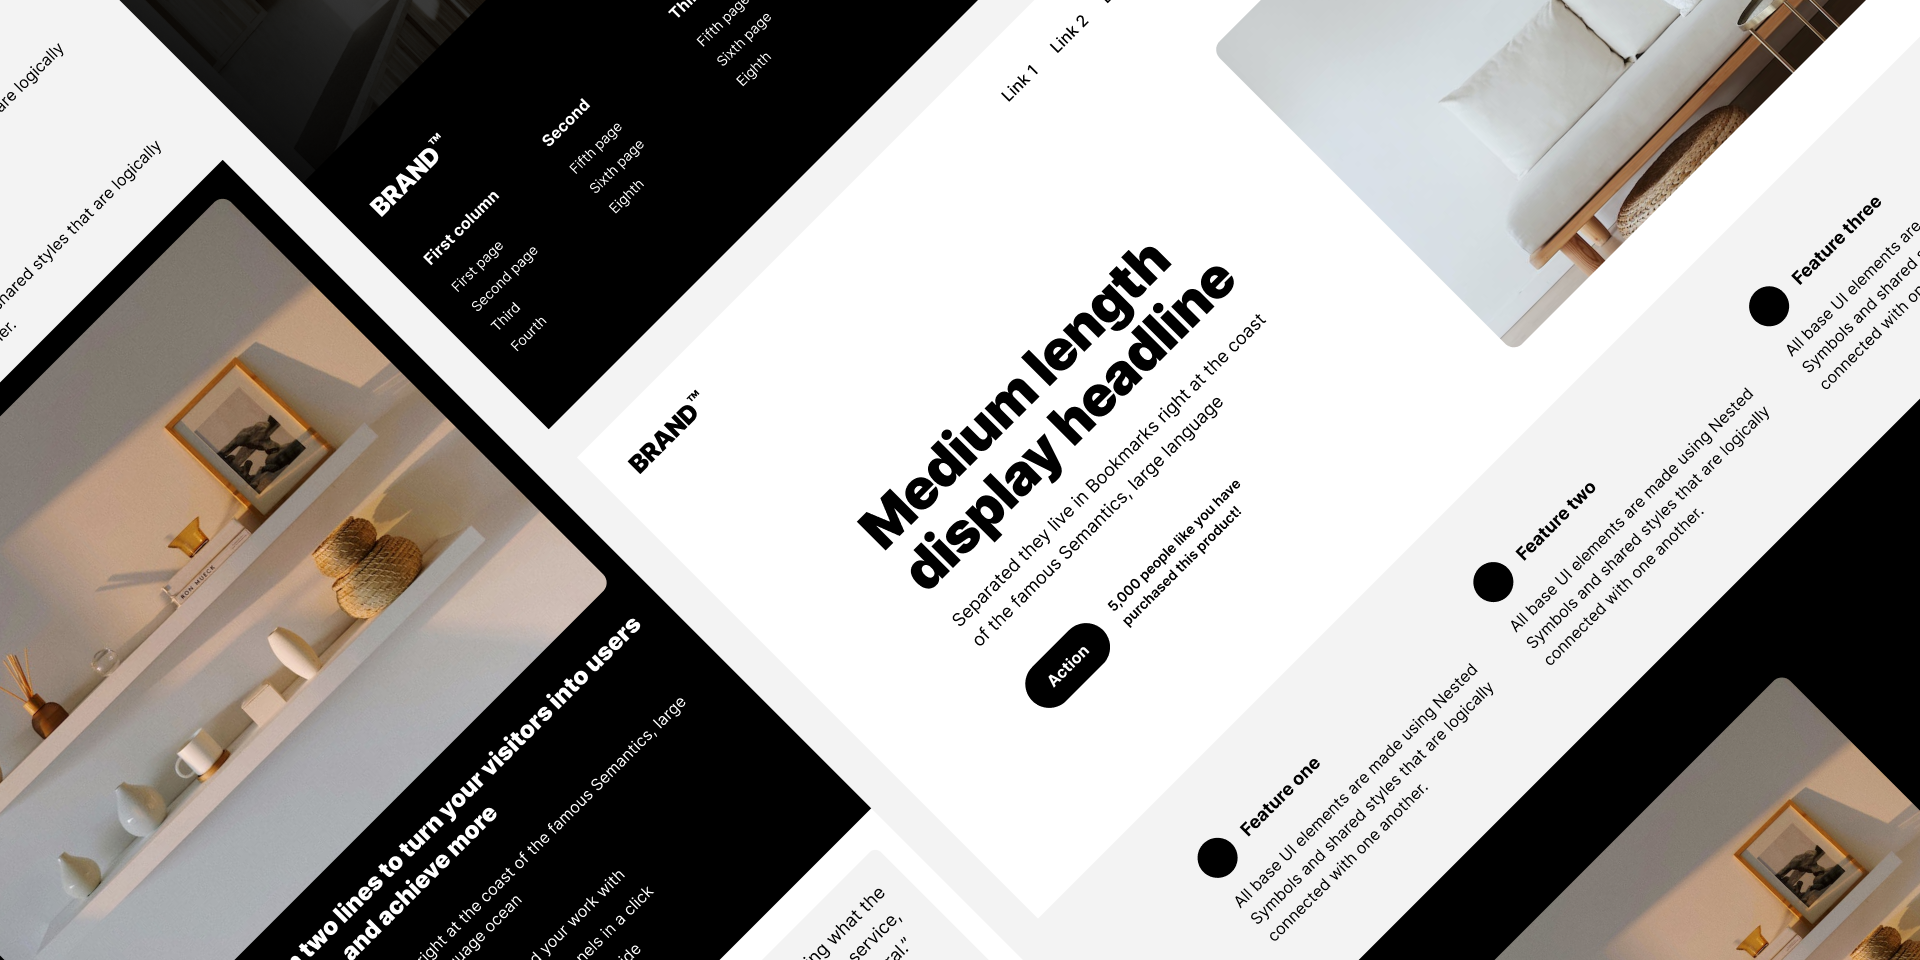 are logically
shared styles that are logically
er.
BRAND™
First column
First page
Second page
Third
Fourth
Second
Fifth page
Sixth page
Eighth
Fifth page
Sixth page
Eighth
BRAND™
Link 1
Link 2
Medium length
display headline
Separated they live in Bookmarks right at the coast
of the famous Semantics, large language
Action
5,000 people like you have
purchased this product!
Feature one
All base UI elements are made using Nested
Symbols and shared styles that are logically
connected with one another.
Feature two
All base UI elements are made using Nested
Symbols and shared styles that are logically
connected with one another.
Feature three
All base UI elements are
Symbols and shared
connected with
RON MUECK
two lines to turn your visitors into users
and achieve more
right at the coast of the famous Semantics, large
uage ocean
d your work with
nels in a click
ide
ing what the
service,
ral.”